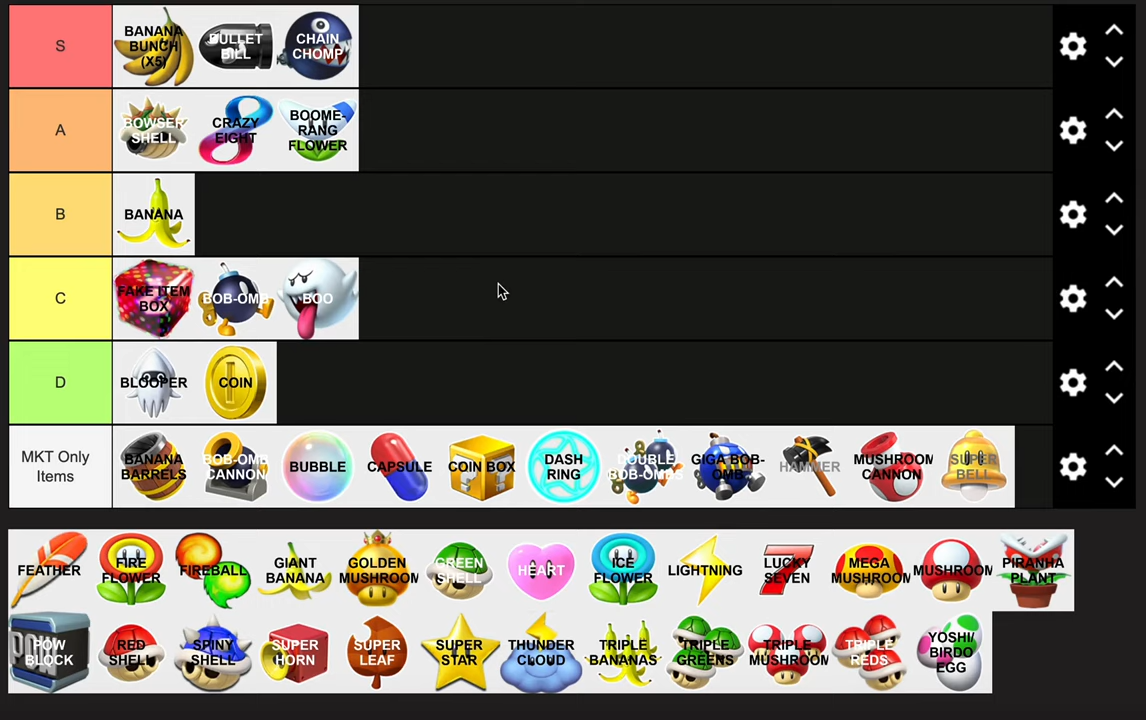 S
BANANA
BUNCH
(X5)
BULLET
BILL
CHAIN
CHOMP
A
BOWSER
SHELL
CRAZY
EIGHT
BOOME-
RANG
FLOWER
B
BANANA
C
FAKE ITEM
BOX
BOB-OMB
BOO
D
BLOOPER
COIN
MKT Only
Items
BANANA
BARRELS
BOB-OMB
CANNON
BUBBLE
CAPSULE
COIN BOX
DASH
RING
DOUBLE
BOB-OMBS
GIGA BOB-
OMB
HAMMER
MUSHROOM
CANNON
SUPER
BELL
FEATHER
FIRE
FLOWER
FIREBALL
GIANT
BANANA
GOLDEN
MUSHROOM
GREEN
SHELL
HEART
ICE
FLOWER
LIGHTNING
LUCKY
SEVEN
MEGA
MUSHROOM
MUSHROOM
PIRANHA
PLANT
POW
BLOCK
RED
SHELL
SPINY
SHELL
SUPER
HORN
SUPER
LEAF
SUPER
STAR
THUNDER
CLOUD
TRIPLE
BANANAS
TRIPLE
GREENS
TRIPLE
MUSHROOM
TRIPLE
REDS
YOSHI/
BIRDO
EGG